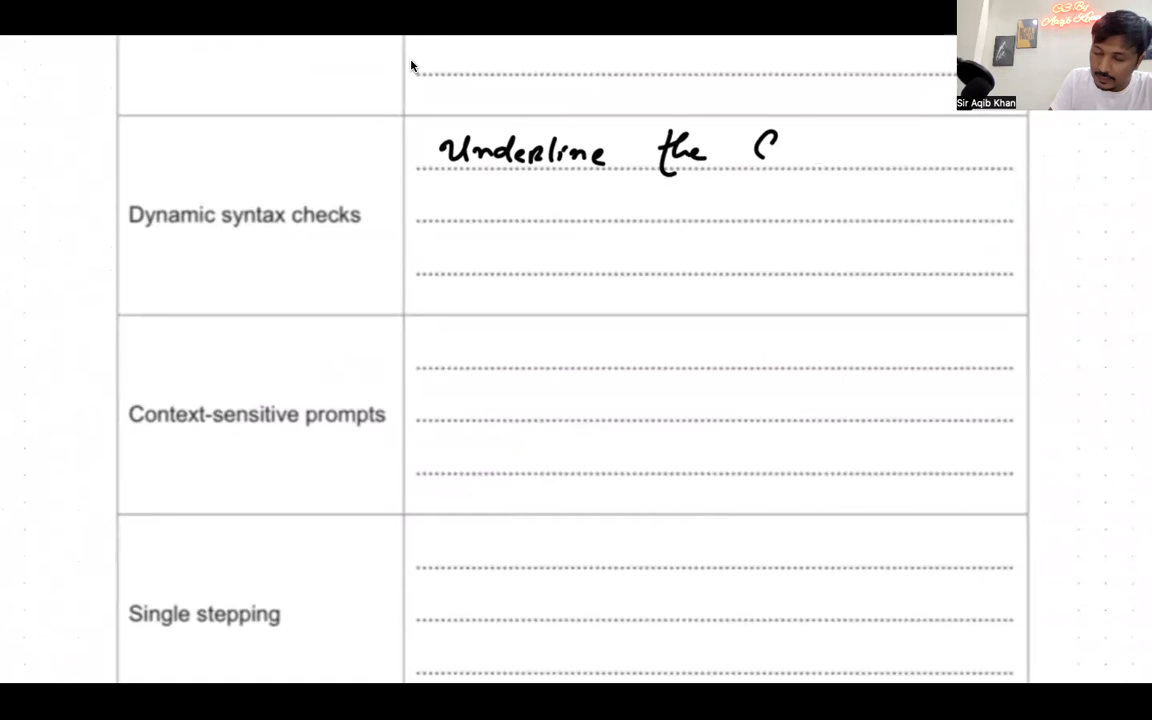 Sir Aqib Khan
Underline the
Dynamic syntax checks
Context-sensitive prompts
Single stepping